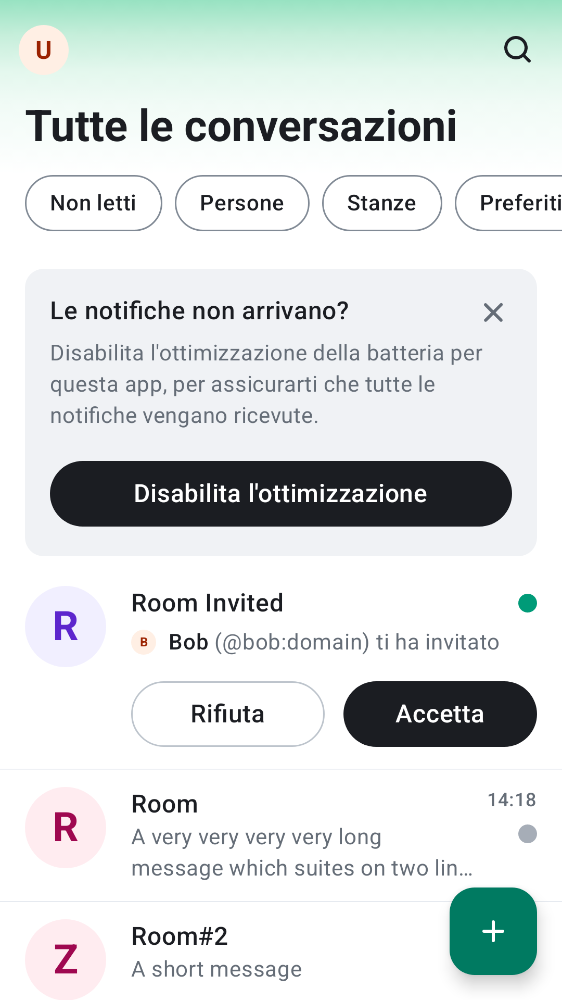 U
Tutte le conversazioni
Non letti
Persone
Stanze
Preferiti
Le notifiche non arrivano?
Disabilita l'ottimizzazione della batteria per
questa app, per assicurarti che tutte le
notifiche vengano ricevute.
Disabilita l'ottimizzazione
R
Room Invited
B
Bob (@bob:domain) ti ha invitato
Rifiuta
Accetta
R
Room
14:18
A very very very very long
message which suites on two lin…
Z
Room#2
A short message